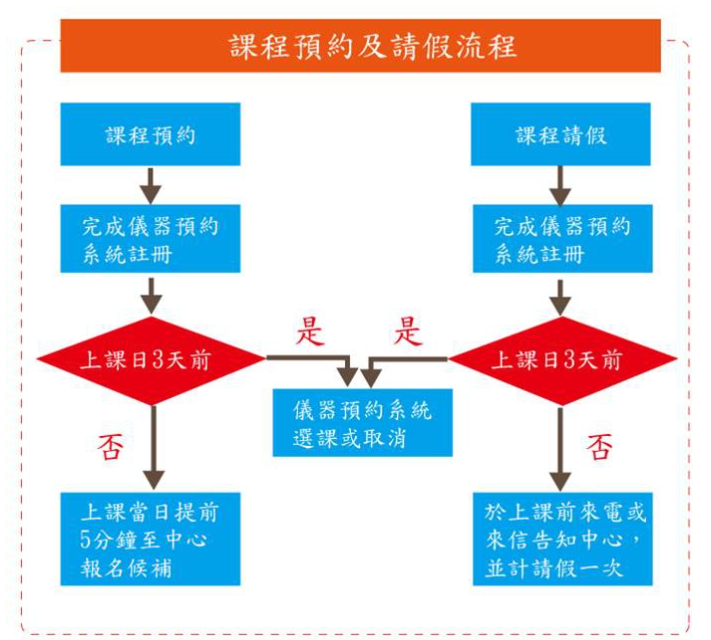 課程預約及請假流程
課程預約
課程請假
完成儀器預約
系統註冊
完成儀器預約
系統註冊
上課日3天前
是
是
上課日3天前
儀器預約系統
選課或取消
否
否
上課當日提前
5分鐘至中心
報名候補
於上課前來電或
來信告知中心，
並計請假一次